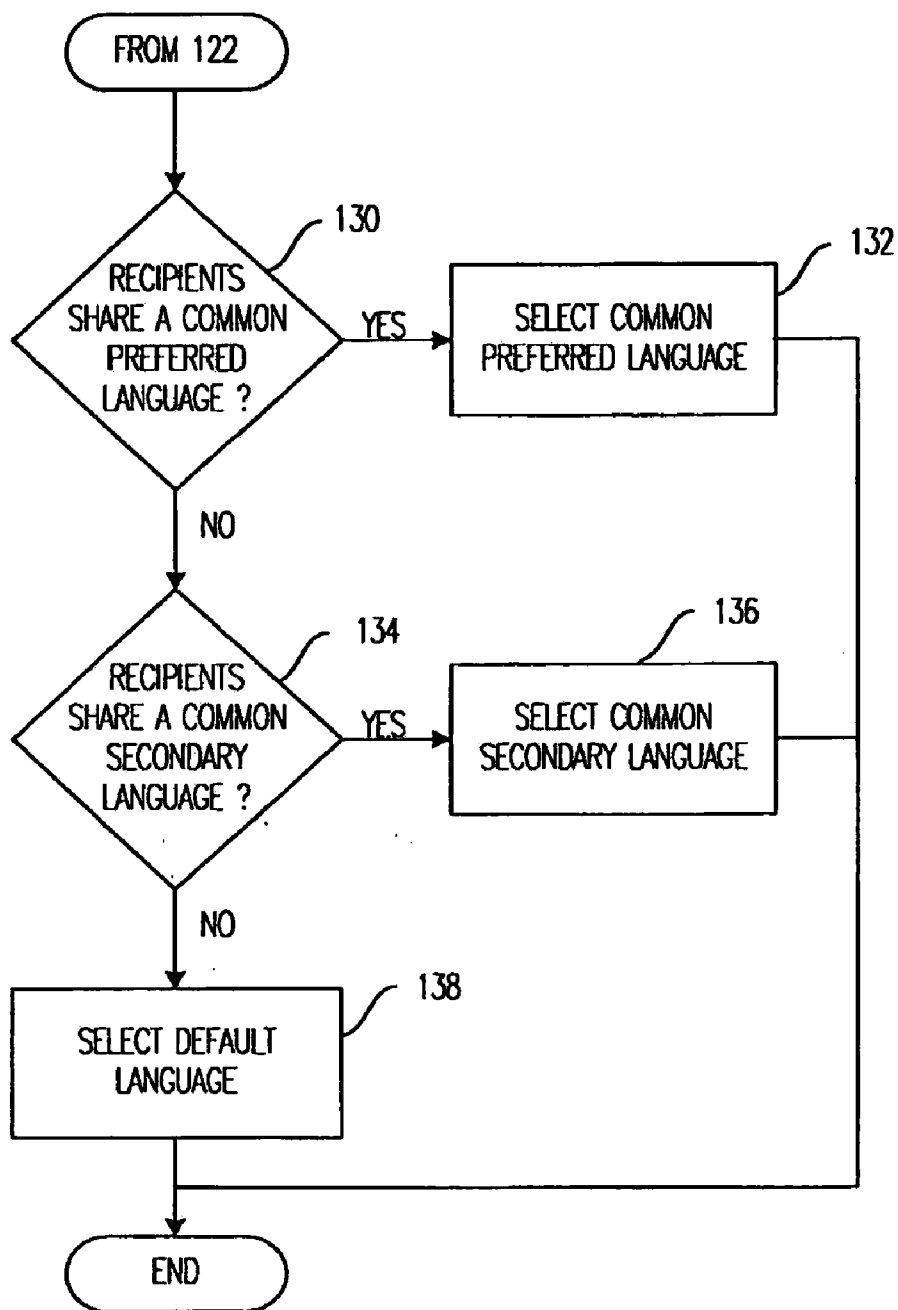 FROM 122
130
RECIPIENTS
SHARE A COMMON
PREFERRED
LANGUAGE ?
YES
132
SELECT COMMON
PREFERRED LANGUAGE
NO
134
RECIPIENTS
SHARE A COMMON
SECONDARY
LANGUAGE ?
YES
136
SELECT COMMON
SECONDARY LANGUAGE
NO
138
SELECT DEFAULT
LANGUAGE
END